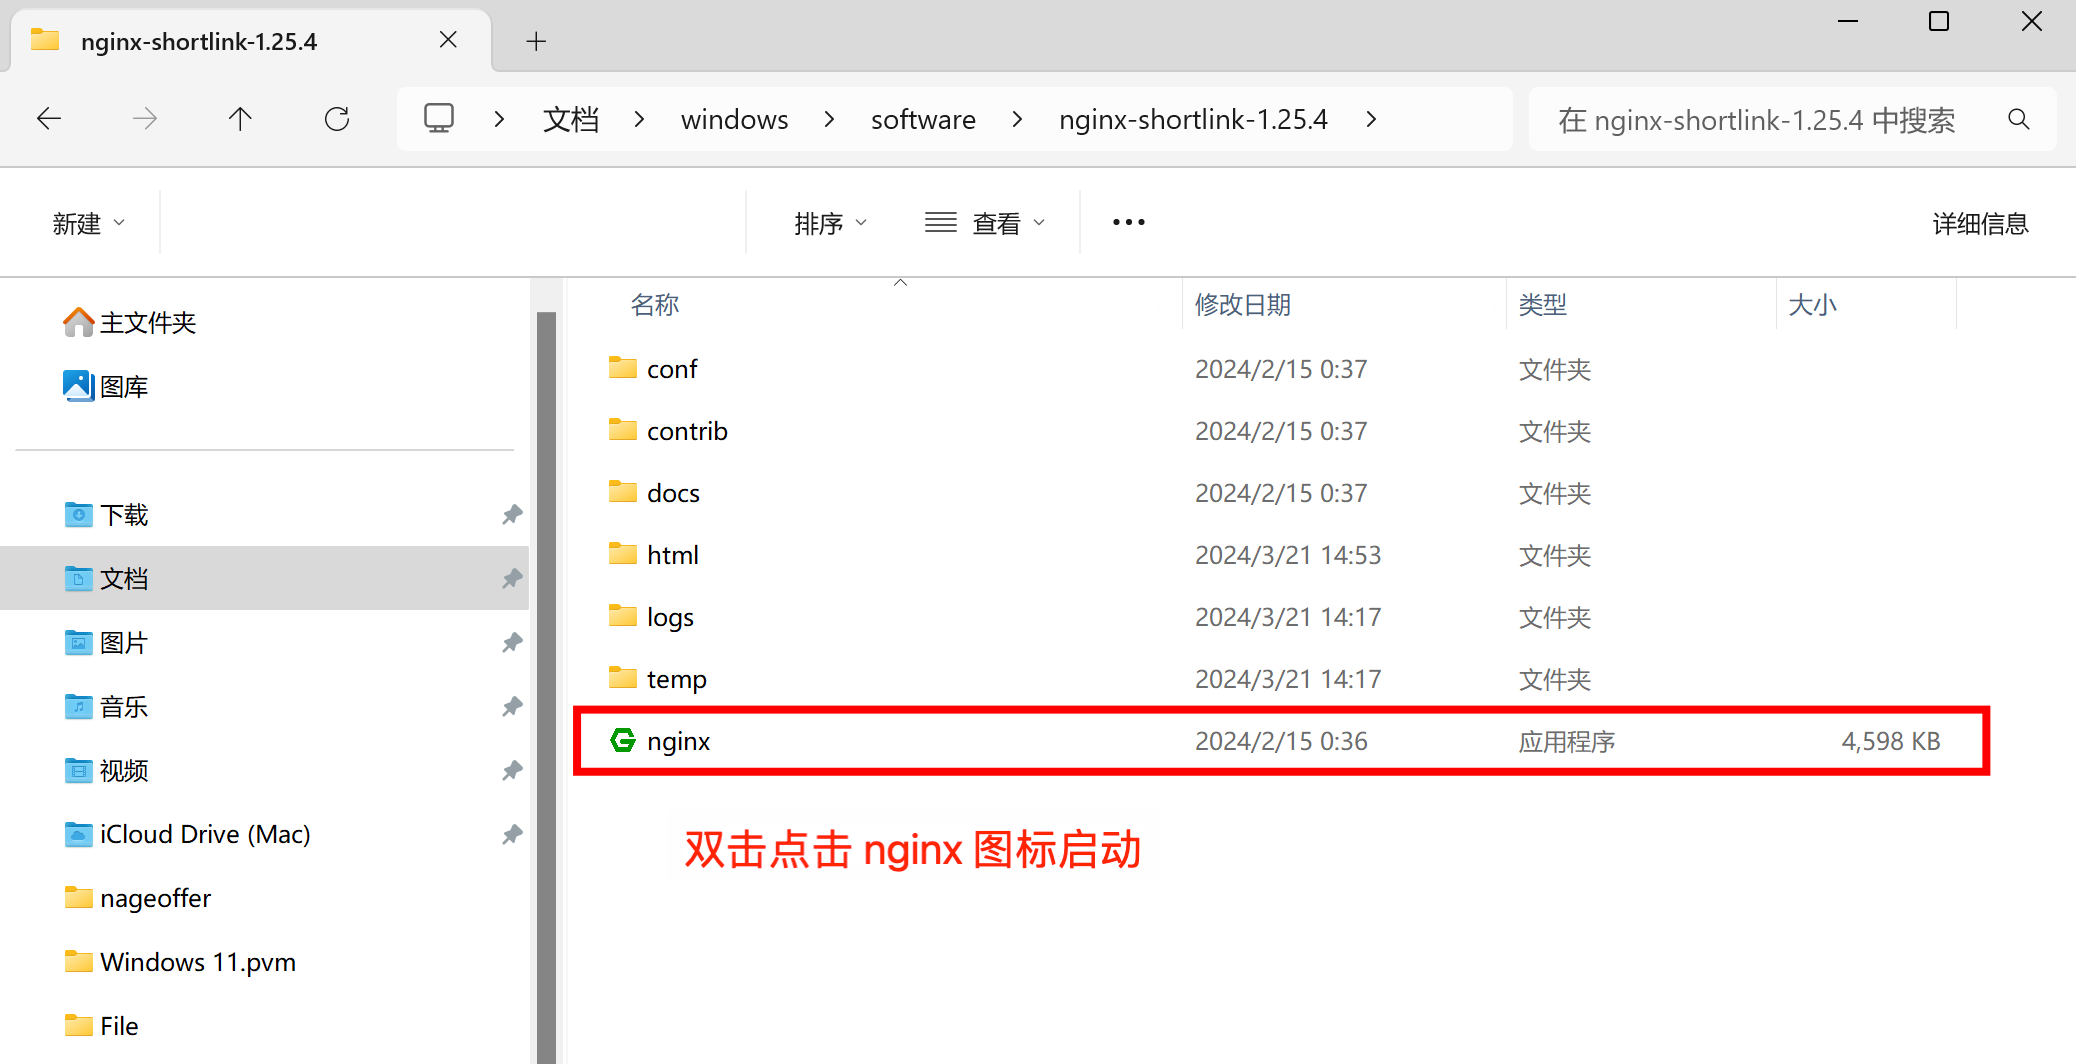 nginx-shortlink-1.25.4
文档 windows software nginx-shortlink-1.25.4
在 nginx-shortlink-1.25.4 中搜索
新建 排序 查看 详细信息
主文件夹
图库
下载
文档
图片
音乐
视频
iCloud Drive (Mac)
nageoffer
Windows 11.pvm
File
名称 修改日期 类型 大小
conf 2024/2/15 0:37 文件夹
contrib 2024/2/15 0:37 文件夹
docs 2024/2/15 0:37 文件夹
html 2024/3/21 14:53 文件夹
logs 2024/3/21 14:17 文件夹
temp 2024/3/21 14:17 文件夹
nginx 2024/2/15 0:36 应用程序 4,598 KB
双击点击 nginx 图标启动